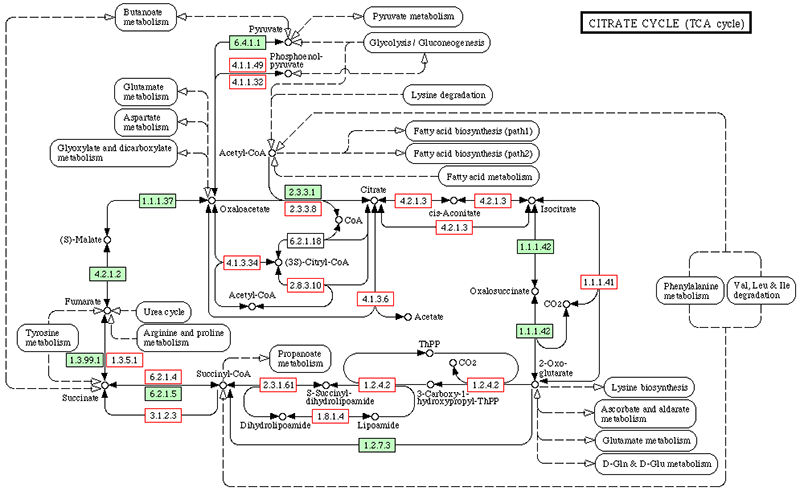 Butanoate metabolism
Pyruvate metabolism
CITRATE CYCLE (TCA cycle)
6.4.1.1
Pyruvate
Glycolysis / Gluconeogenesis
4.1.1.49
4.1.1.32
Phosphoenol-
pyruvate
Glutamate
metabolism
Lysine degradation
Aspartate
metabolism
Fatty acid biosynthesis (path1)
Glyoxylate and dicarboxylate
metabolism
Acetyl-CoA
Fatty acid biosynthesis (path2)
Fatty acid metabolism
1.1.1.37
Oxaloacetate
2.3.3.1
2.3.3.8
Citrate
4.2.1.3
cis-Aconitate
4.2.1.3
4.2.1.3
Isocitrate
CoA
(S)-Malate
6.2.1.18
1.1.1.42
4.2.1.2
4.1.3.34
(3S)-Citryl-CoA
2.8.3.10
1.1.1.41
Phenylalanine
metabolism
Val, Leu & Ile
degradation
Oxalosuccinate
Fumarate
Acetyl-CoA
4.1.3.6
CO2
Urea cycle
Acetate
Tyrosine
metabolism
Arginine and proline
metabolism
1.1.1.42
1.3.99.1
1.3.5.1
Propanoate
metabolism
ThPP
CO2
2-Oxo-
glutarate
6.2.1.4
6.2.1.5
Succinyl-CoA
2.3.1.61
1.2.4.2
1.2.4.2
Succinate
S-Succinyl-
dihydrolipoamide
3-Carboxy-1-
hydroxypropyl-ThPP
Lysine biosynthesis
3.1.2.3
Dihydrolipoamide
1.8.1.4
Lipoamide
Ascorbate and aldarate
metabolism
1.2.7.3
Glutamate metabolism
D-Gln & D-Glu metabolism